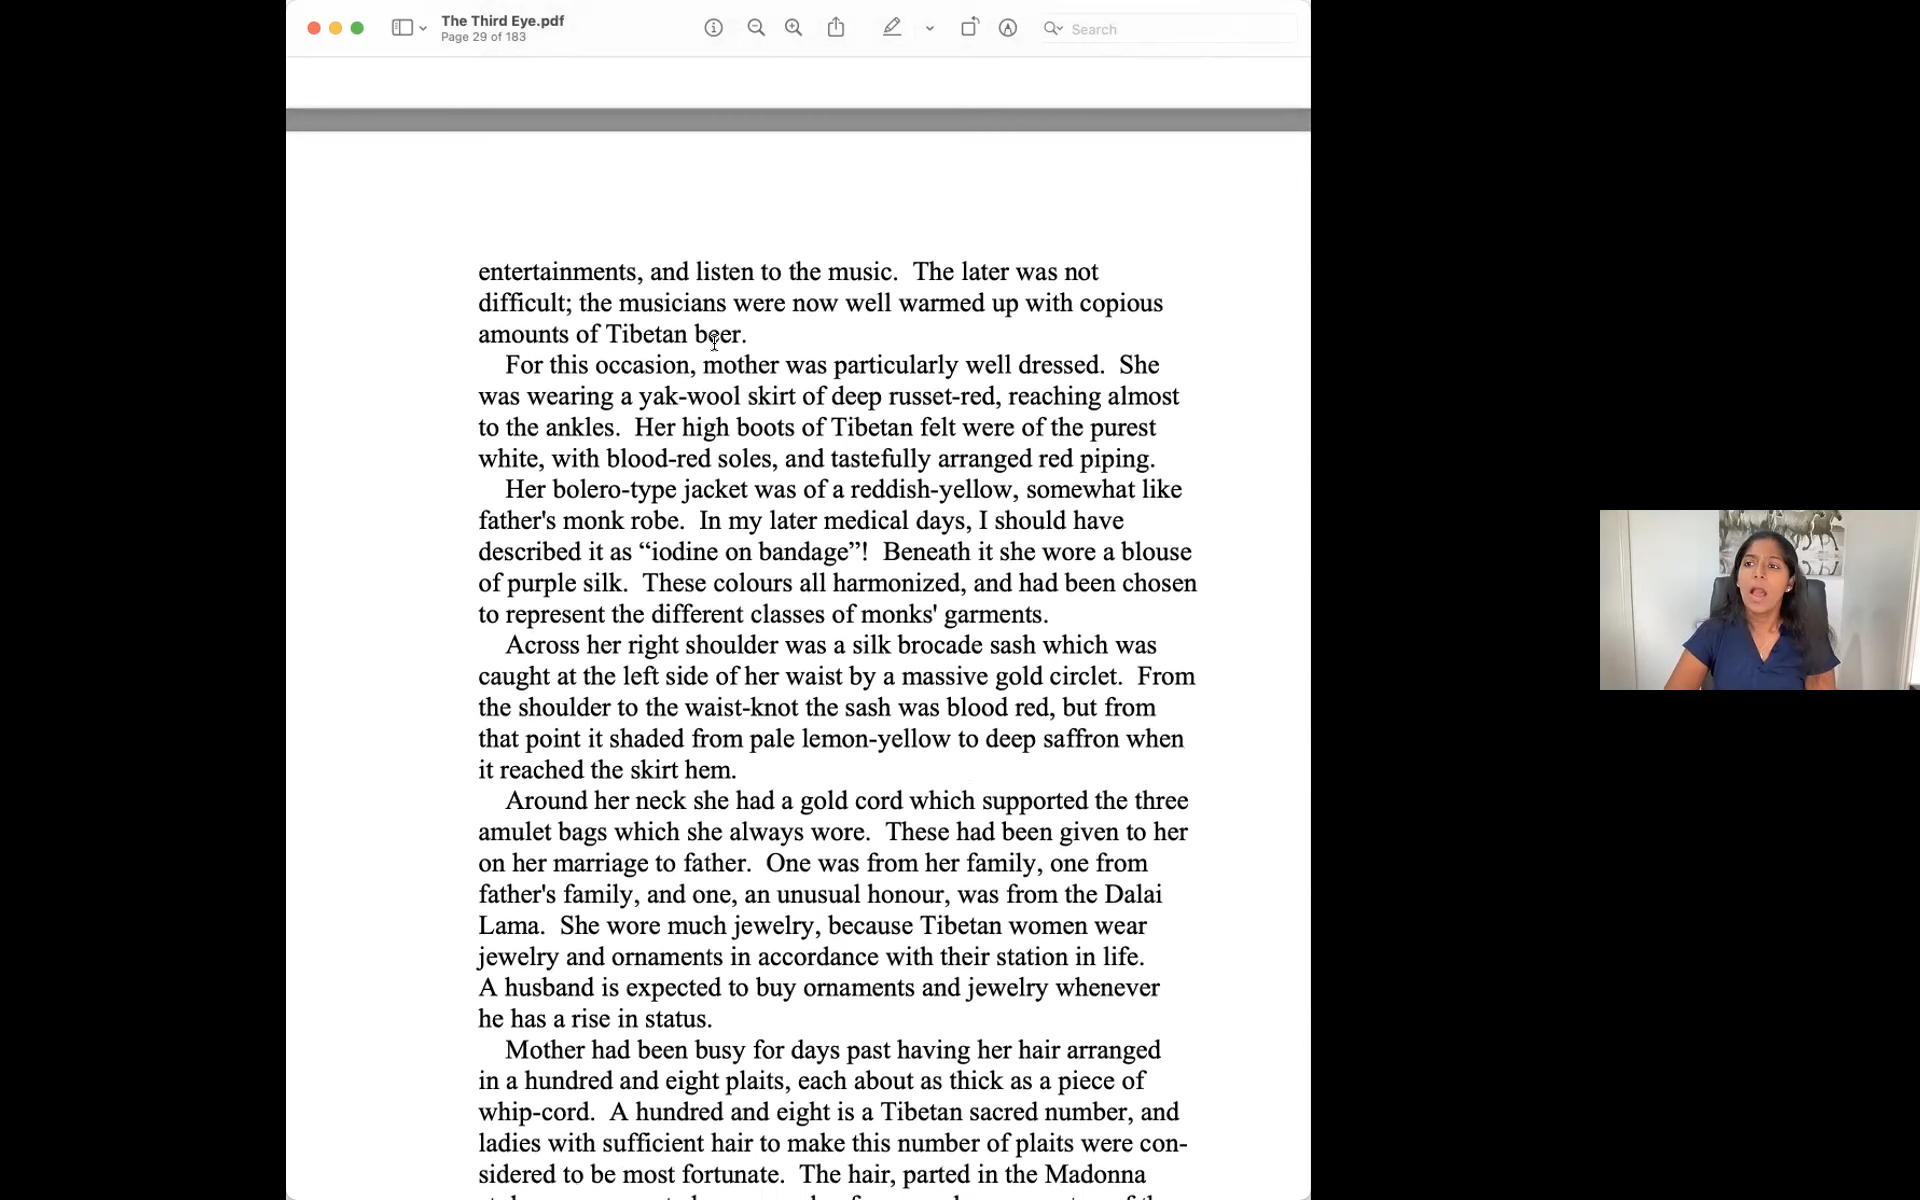 The Third Eye.pdf
Page 29 of 183
Search
entertainments, and listen to the music.  The later was not
difficult; the musicians were now well warmed up with copious
amounts of Tibetan beer.
For this occasion, mother was particularly well dressed.  She
was wearing a yak-wool skirt of deep russet-red, reaching almost
to the ankles.  Her high boots of Tibetan felt were of the purest
white, with blood-red soles, and tastefully arranged red piping.
Her bolero-type jacket was of a reddish-yellow, somewhat like
father's monk robe.  In my later medical days, I should have
described it as “iodine on bandage”!  Beneath it she wore a blouse
of purple silk.  These colours all harmonized, and had been chosen
to represent the different classes of monks' garments.
Across her right shoulder was a silk brocade sash which was
caught at the left side of her waist by a massive gold circlet.  From
the shoulder to the waist-knot the sash was blood red, but from
that point it shaded from pale lemon-yellow to deep saffron when
it reached the skirt hem.
Around her neck she had a gold cord which supported the three
amulet bags which she always wore.  These had been given to her
on her marriage to father.  One was from her family, one from
father's family, and one, an unusual honour, was from the Dalai
Lama.  She wore much jewelry, because Tibetan women wear
jewelry and ornaments in accordance with their station in life.
A husband is expected to buy ornaments and jewelry whenever
he has a rise in status.
Mother had been busy for days past having her hair arranged
in a hundred and eight plaits, each about as thick as a piece of
whip-cord.  A hundred and eight is a Tibetan sacred number, and
ladies with sufficient hair to make this number of plaits were con-
sidered to be most fortunate.  The hair, parted in the Madonna